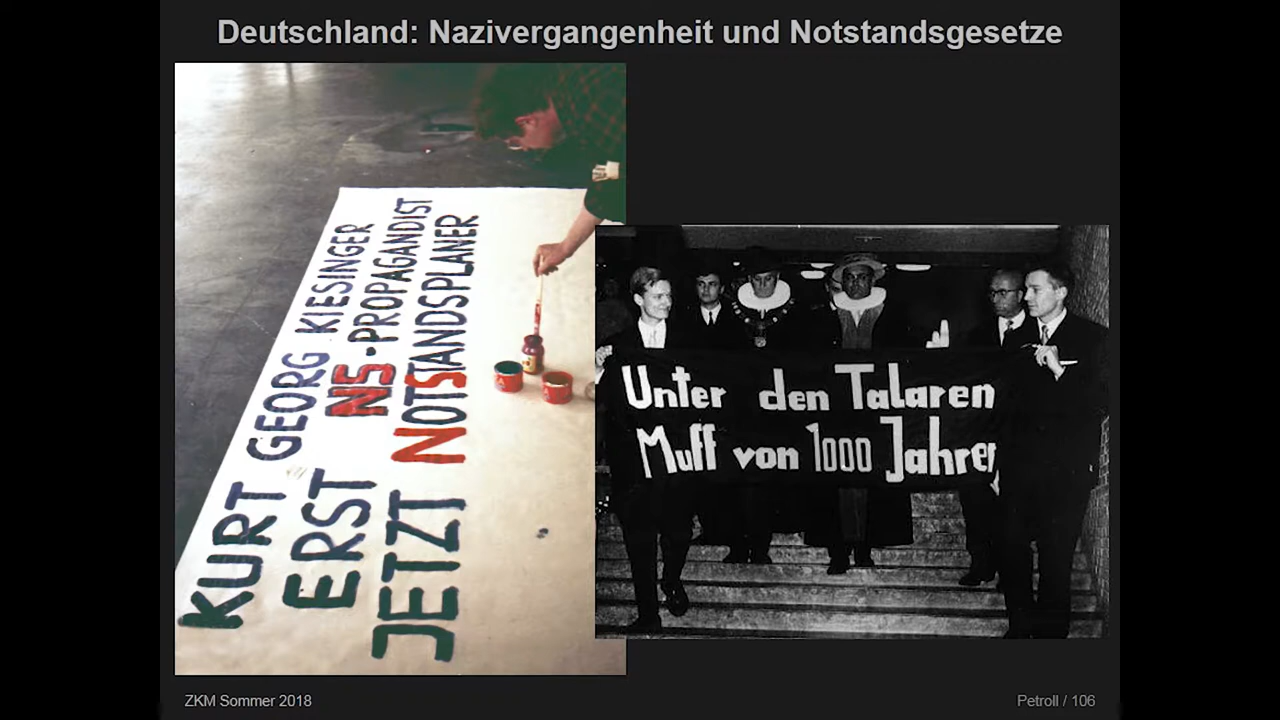 Deutschland: Nazivergangenheit und Notstandsgesetze
KURT GEORG KIESINGER
ERST NS-PROPAGANDIST
JETZT NOTSTANDSPLANER
Unter den Talaren
Muff von 1000 Jahren
ZKM Sommer 2018
Petroll / 106